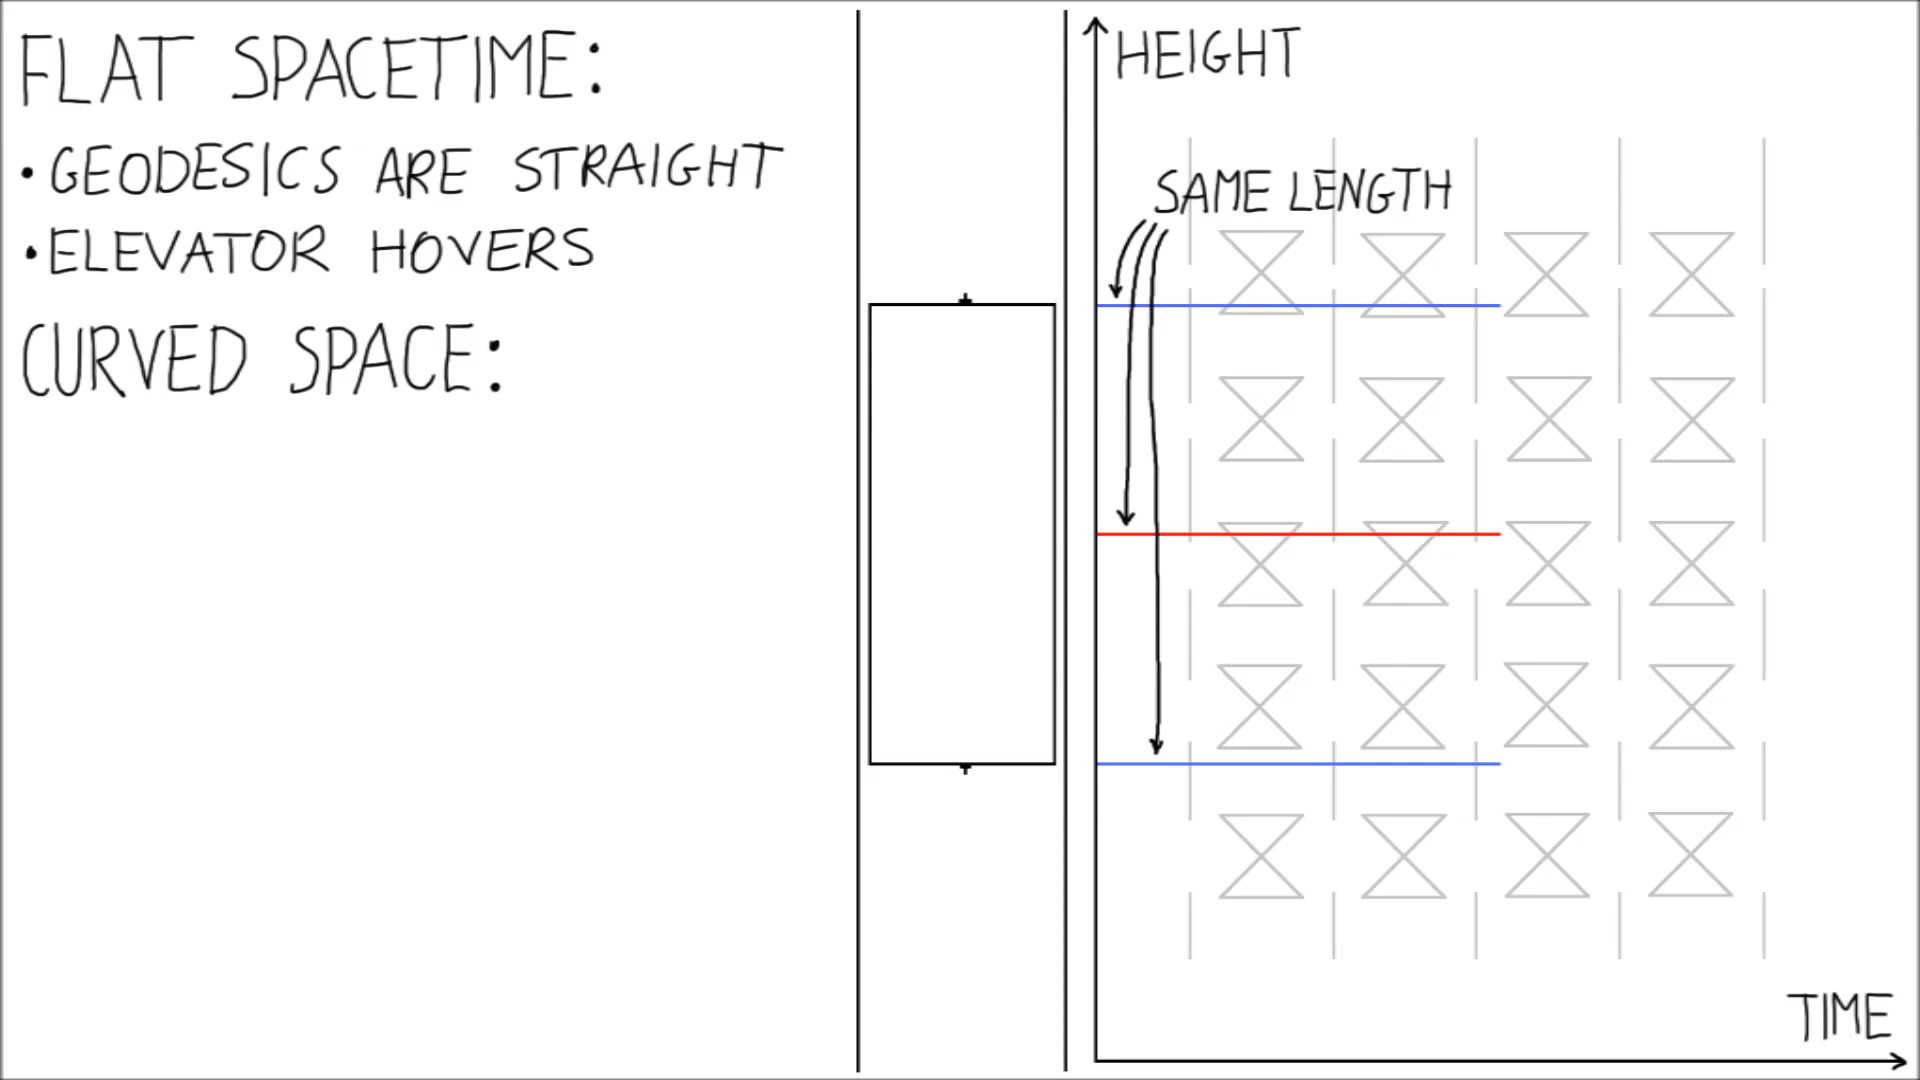 FLAT SPACETIME:
• GEODESICS ARE STRAIGHT
• ELEVATOR HOVERS
CURVED SPACE:
HEIGHT
SAME LENGTH
TIME